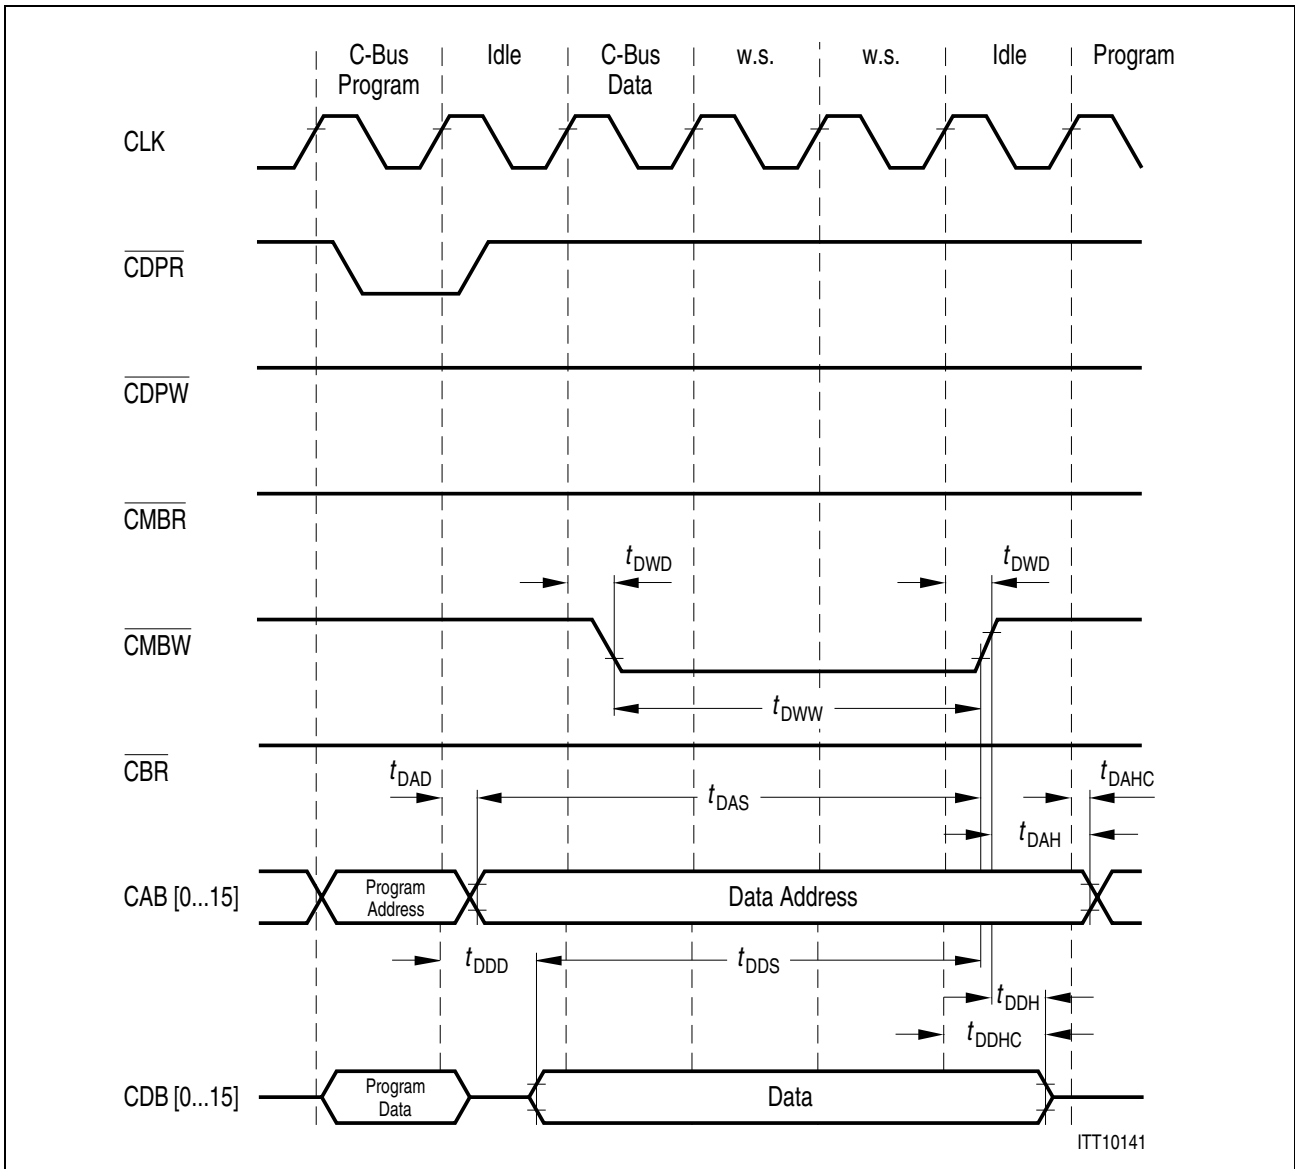 C-Bus Program
Idle
C-Bus Data
w.s.
w.s.
Idle
Program
CLK
CDPR
CDPW
CMBR
tDWD
tDWD
CMBW
tDWW
CBR
tDAD
tDAS
tDAHC
tDAH
CAB [0...15]
Program Address
Data Address
tDDD
tDDS
tDDH
tDDHC
CDB [0...15]
Program Data
Data
ITT10141